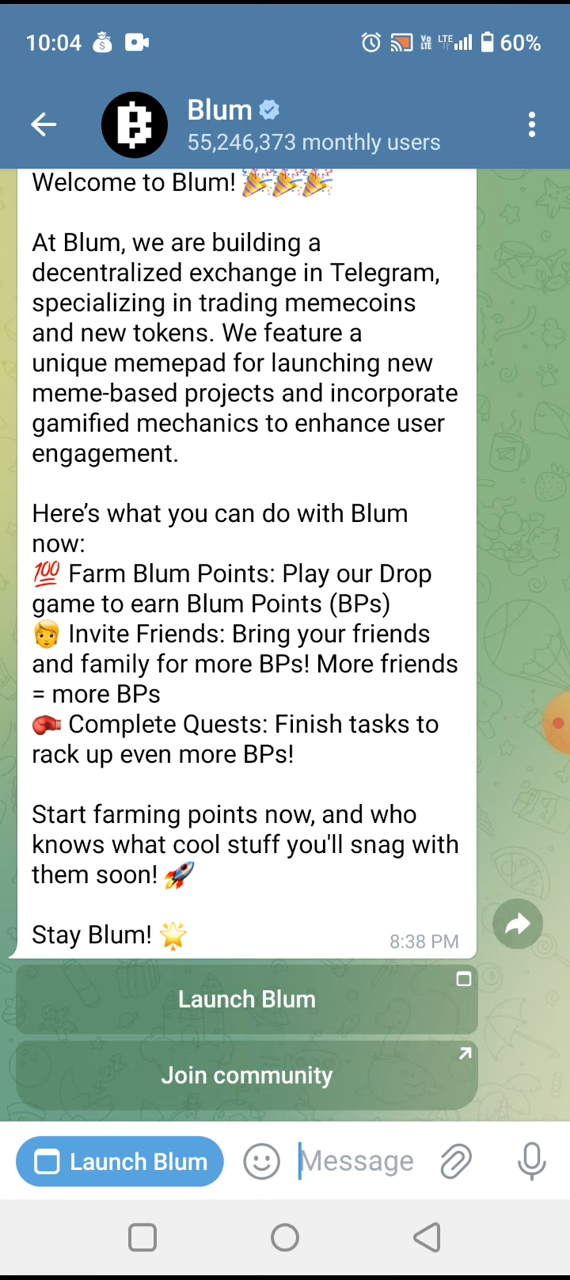 10:04
Vo LTE LTE 60%
Blum
55,246,373 monthly users
Welcome to Blum! 🎉🎉🎉
At Blum, we are building a
decentralized exchange in Telegram,
specializing in trading memecoins
and new tokens. We feature a
unique memepad for launching new
meme-based projects and incorporate
gamified mechanics to enhance user
engagement.
Here’s what you can do with Blum
now:
💯 Farm Blum Points: Play our Drop
game to earn Blum Points (BPs)
🧑 Invite Friends: Bring your friends
and family for more BPs! More friends
= more BPs
🥊 Complete Quests: Finish tasks to
rack up even more BPs!
Start farming points now, and who
knows what cool stuff you'll snag with
them soon! 🚀
Stay Blum! 🌟
8:38 PM
Launch Blum
Join community
Launch Blum
Message